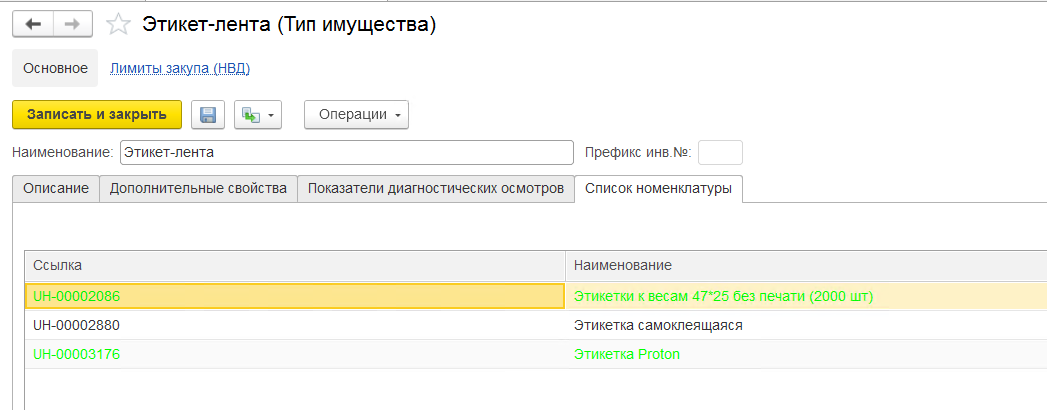 Этикет-лента (Тип имущества)
Основное Лимиты закупа (НВД)
Записать и закрыть Операции
Наименование: Этикет-лента Префикс инв.№:
Описание Дополнительные свойства Показатели диагностических осмотров Список номенклатуры
Ссылка Наименование
UH-00002086 Этикетки к весам 47*25 без печати (2000 шт)
UH-00002880 Этикетка самоклеящаяся
UH-00003176 Этикетка Proton